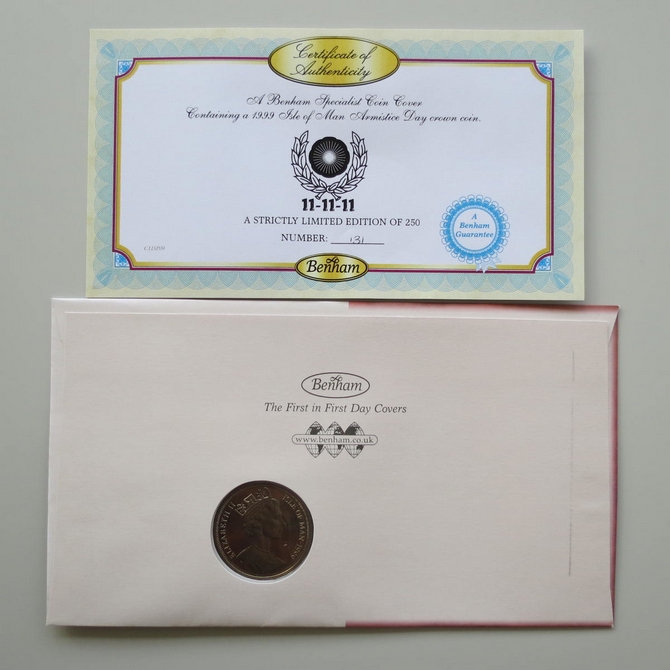 Certificate of
Authenticity
A Benham Specialist Coin Cover
Containing a 1999 Isle of Man Armistice Day crown coin.
11-11-11
A STRICTLY LIMITED EDITION OF 250
NUMBER: 131
A
Benham
Guarantee
Benham
Benham
The First in First Day Covers
www.benham.co.uk
ELIZABETH II
ISLE OF MAN 1999